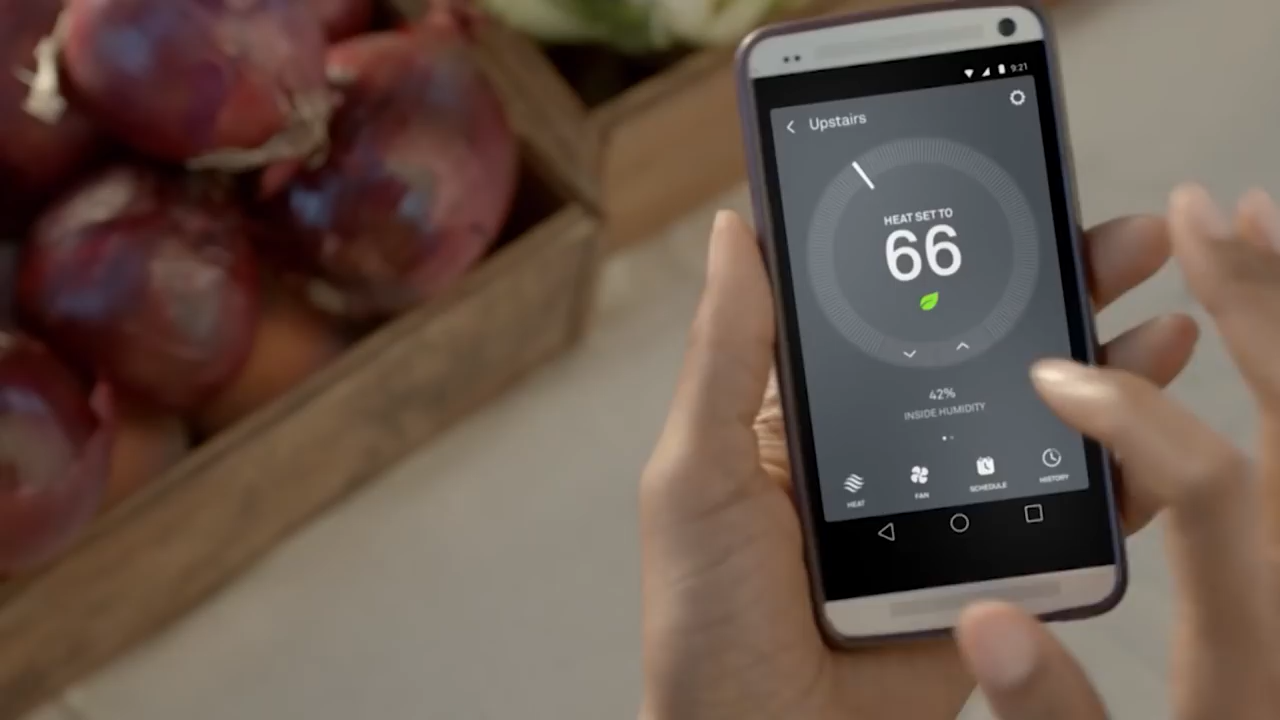 9:21
Upstairs
HEAT SET TO
66
42%
INSIDE HUMIDITY
HEAT
FAN
SCHEDULE
HISTORY